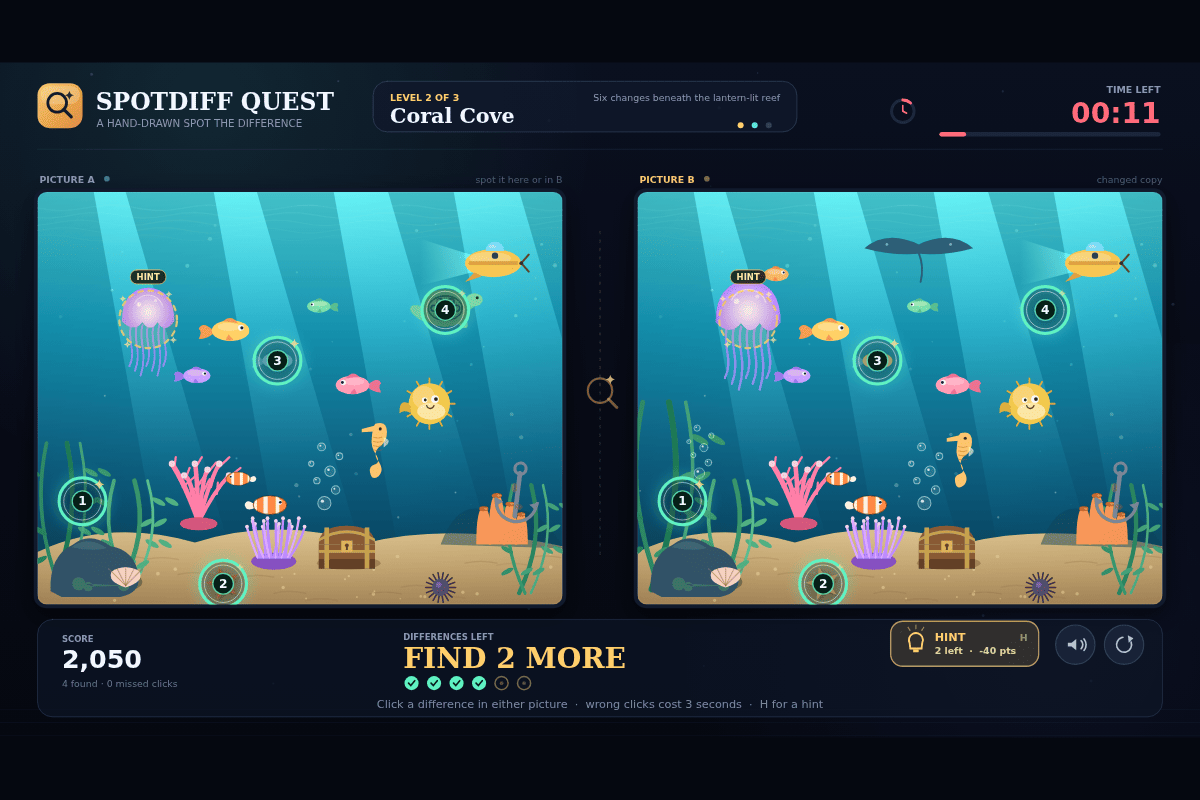 SPOTDIFF QUEST
A HAND-DRAWN SPOT THE DIFFERENCE
LEVEL 2 OF 3
Coral Cove
Six changes beneath the lantern-lit reef
TIME LEFT
00:11
PICTURE A
spot it here or in B
PICTURE B
changed copy
HINT
4
3
1
2
HINT
4
3
1
2
SCORE
2,050
4 found · 0 missed clicks
DIFFERENCES LEFT
FIND 2 MORE
HINT
H
2 left · -40 pts
Click a difference in either picture · wrong clicks cost 3 seconds · H for a hint